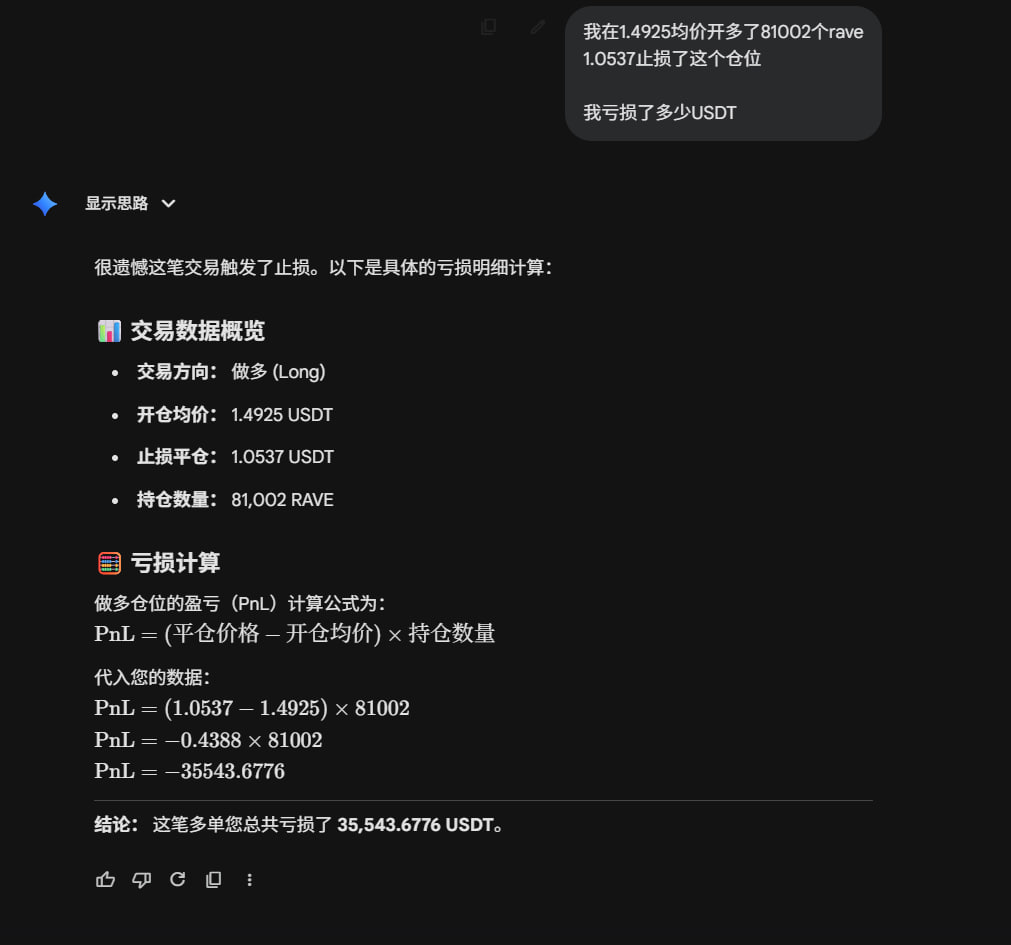 我在1.4925均价开多了81002个rave
1.0537止损了这个仓位
我亏损了多少USDT
显示思路
很遗憾这笔交易触发了止损。以下是具体的亏损明细计算：
交易数据概览
交易方向： 做多 (Long)
开仓均价： 1.4925 USDT
止损平仓： 1.0537 USDT
持仓数量： 81,002 RAVE
亏损计算
做多仓位的盈亏（PnL）计算公式为：
PnL = (平仓价格 − 开仓均价) × 持仓数量
代入您的数据：
PnL = (1.0537 − 1.4925) × 81002
PnL = −0.4388 × 81002
PnL = −35543.6776
结论： 这笔多单您总共亏损了 35,543.6776 USDT。